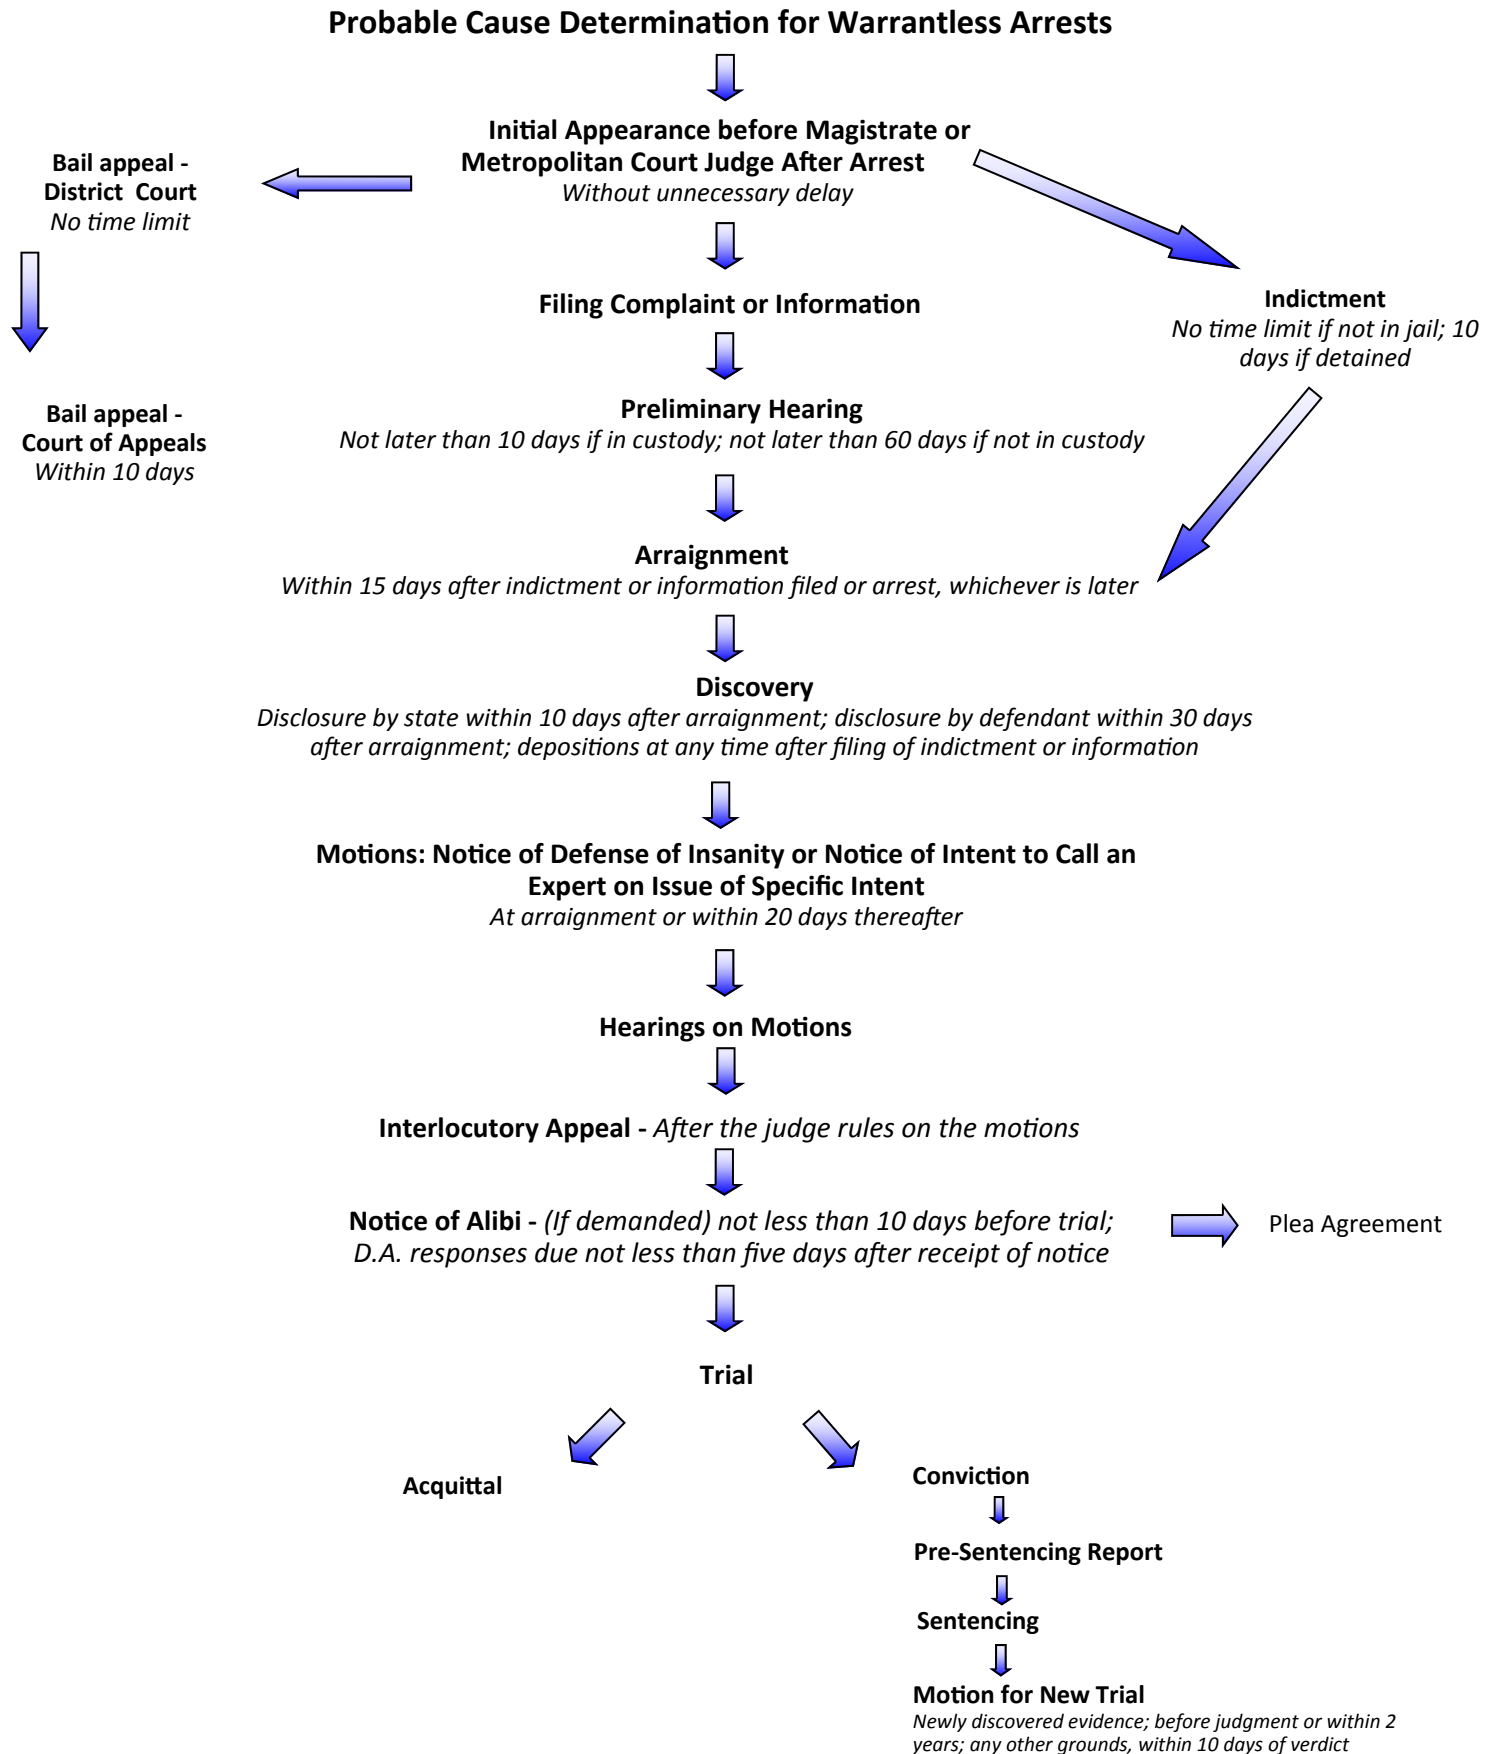 Probable Cause Determination for Warrantless Arrests
Initial Appearance before Magistrate or
Metropolitan Court Judge After Arrest
Without unnecessary delay
Bail appeal -
District Court
No time limit
Bail appeal -
Court of Appeals
Within 10 days
Indictment
No time limit if not in jail; 10
days if detained
Filing Complaint or Information
Preliminary Hearing
Not later than 10 days if in custody; not later than 60 days if not in custody
Arraignment
Within 15 days after indictment or information filed or arrest, whichever is later
Discovery
Disclosure by state within 10 days after arraignment; disclosure by defendant within 30 days
after arraignment; depositions at any time after filing of indictment or information
Motions: Notice of Defense of Insanity or Notice of Intent to Call an
Expert on Issue of Specific Intent
At arraignment or within 20 days thereafter
Hearings on Motions
Interlocutory Appeal - After the judge rules on the motions
Notice of Alibi - (If demanded) not less than 10 days before trial;
D.A. responses due not less than five days after receipt of notice
Plea Agreement
Trial
Acquittal
Conviction
Pre-Sentencing Report
Sentencing
Motion for New Trial
Newly discovered evidence; before judgment or within 2
years; any other grounds, within 10 days of verdict